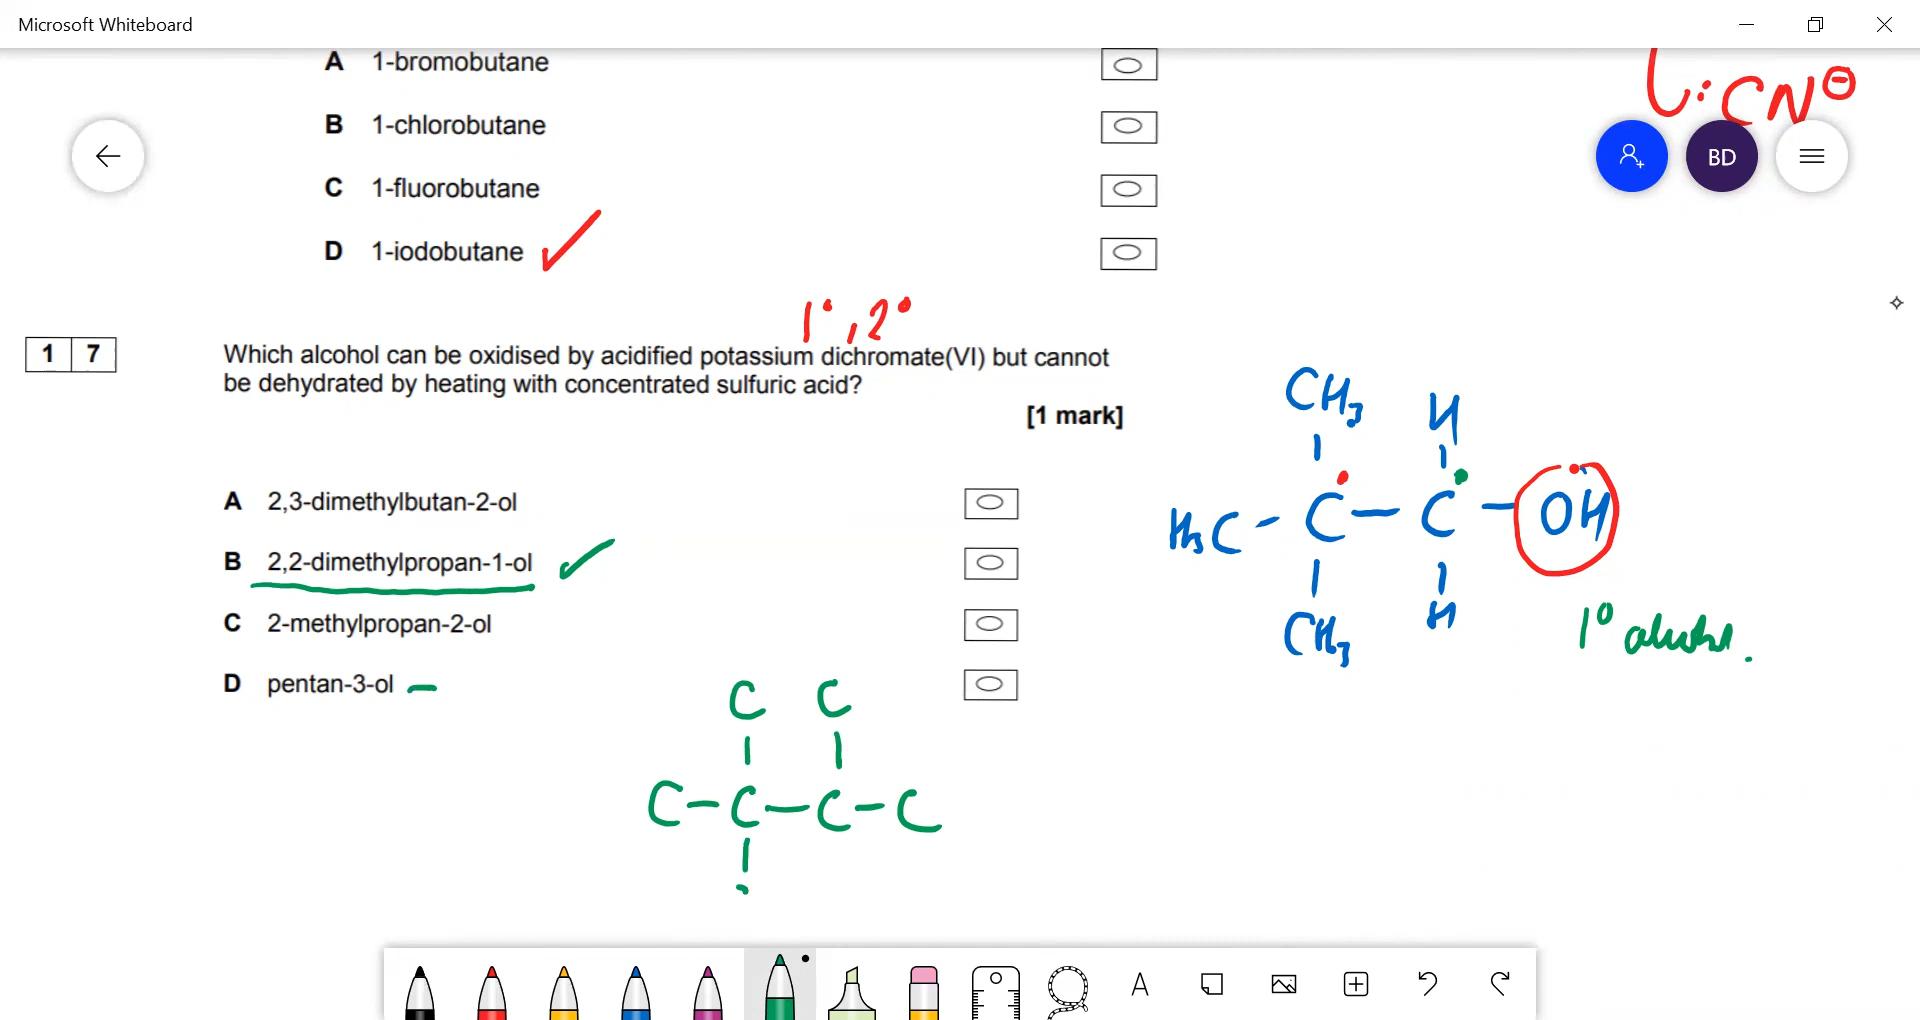 Microsoft Whiteboard
A 1-bromobutane
:CN⊖
B 1-chlorobutane
BD
C 1-fluorobutane
D 1-iodobutane
1°, 2°
1 7 Which alcohol can be oxidised by acidified potassium dichromate(VI) but cannot
be dehydrated by heating with concentrated sulfuric acid?
[1 mark]
A 2,3-dimethylbutan-2-ol
B 2,2-dimethylpropan-1-ol
C 2-methylpropan-2-ol
D pentan-3-ol
CH₃ H
H₃C - C - C - OH
CH₃ H
1° alcohol.
C C
C - C - C - C
A